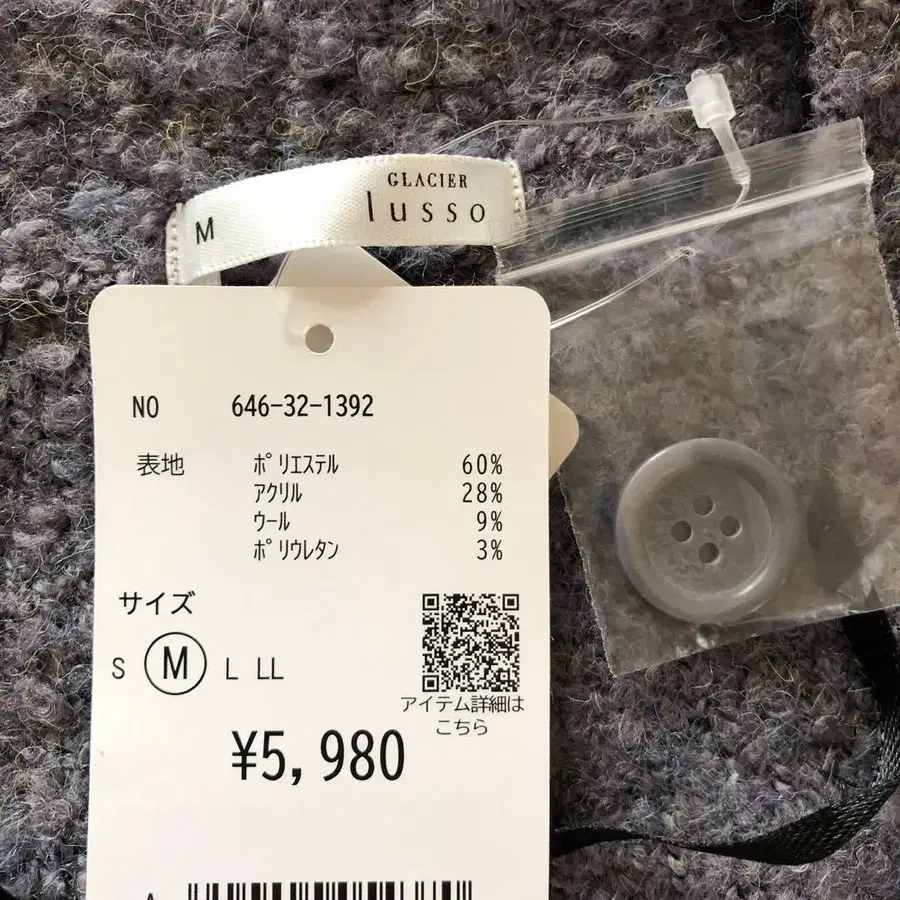 GLACIER
M lusso
NO 646-32-1392
表地 ポリエステル 60%
アクリル 28%
ウール 9%
ポリウレタン 3%
サイズ
S M L LL
アイテム詳細は
こちら
¥5,980